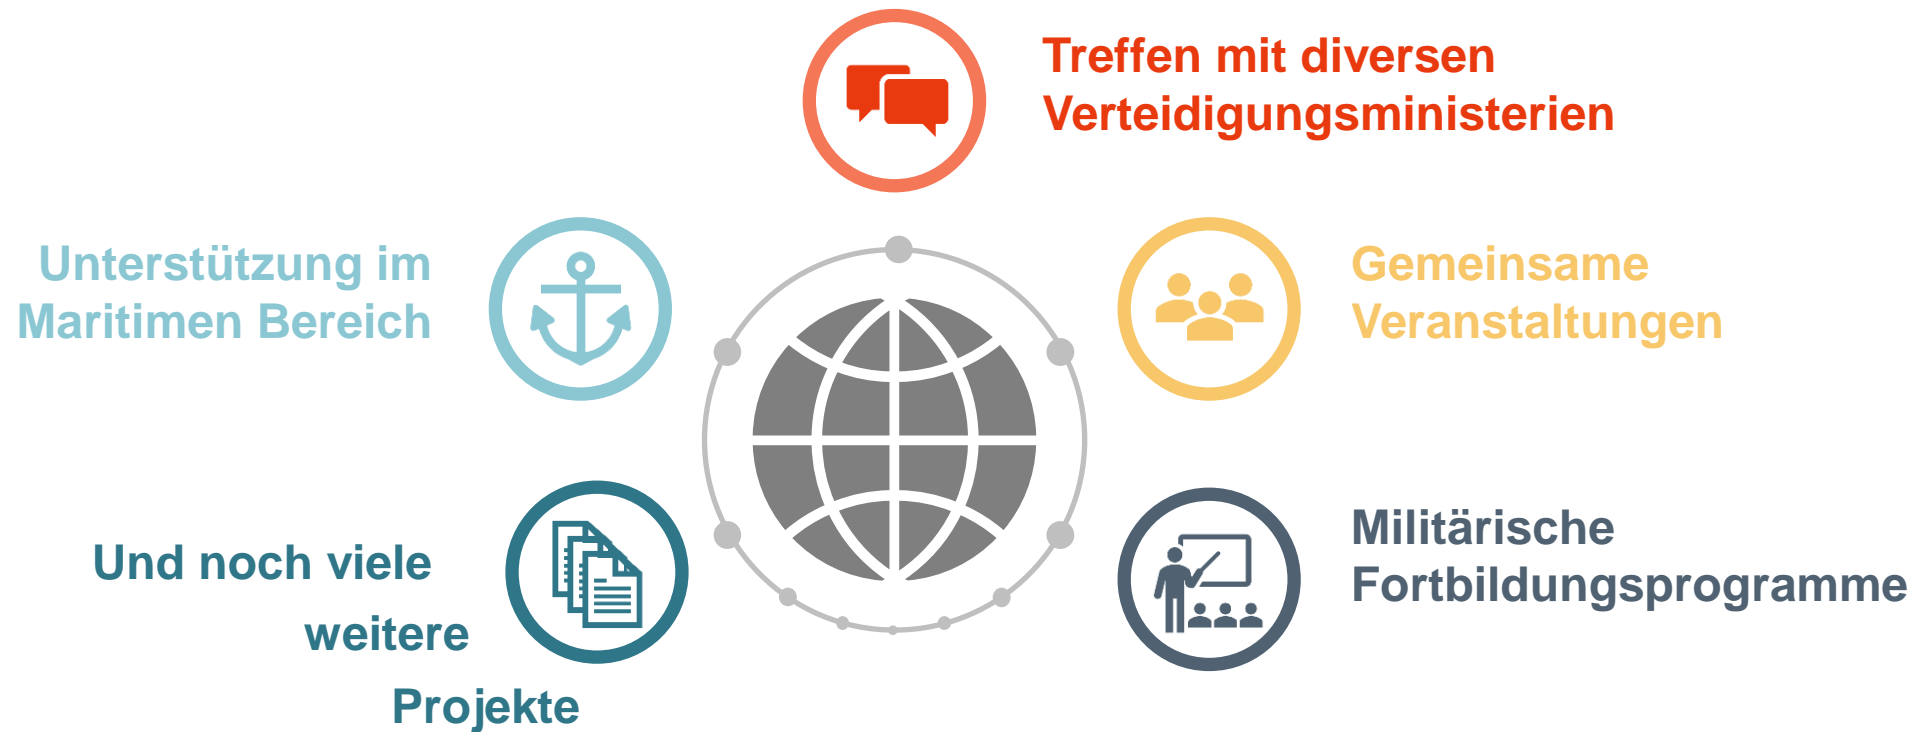 Treffen mit diversen
Verteidigungsministerien
Unterstützung im
Maritimen Bereich
Gemeinsame
Veranstaltungen
Und noch viele
weitere
Projekte
Militärische
Fortbildungsprogramme